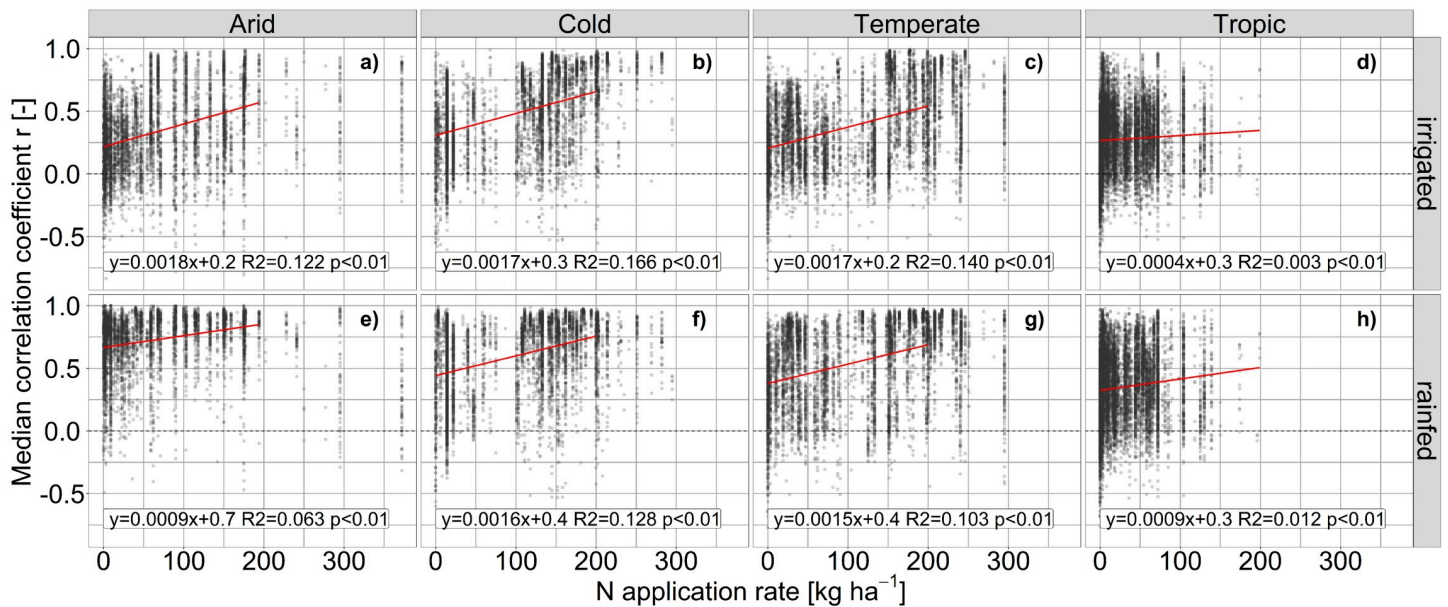 Arid Cold Temperate Tropic
a) b) c) d)
irrigated
1.0
0.5
0.0
-0.5
y=0.0018x+0.2 R2=0.122 p<0.01
y=0.0017x+0.3 R2=0.166 p<0.01
y=0.0017x+0.2 R2=0.140 p<0.01
y=0.0004x+0.3 R2=0.003 p<0.01
Median correlation coefficient r [-]
e) f) g) h)
rainfed
1.0
0.5
0.0
-0.5
y=0.0009x+0.7 R2=0.063 p<0.01
y=0.0016x+0.4 R2=0.128 p<0.01
y=0.0015x+0.4 R2=0.103 p<0.01
y=0.0009x+0.3 R2=0.012 p<0.01
0 100 200 300 0 100 200 300 0 100 200 300 0 100 200 300
N application rate [kg ha⁻¹]